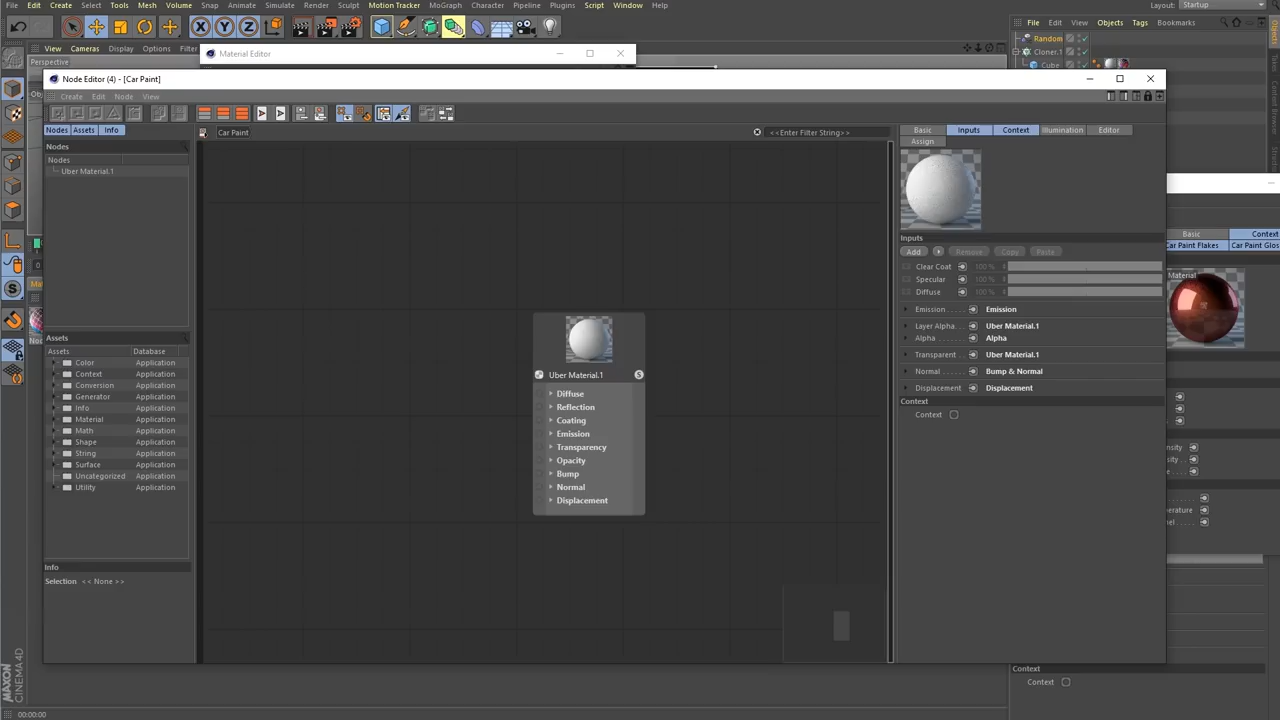 File Edit Create Select Tools Mesh Volume Snap Animate Simulate Render Sculpt Motion Tracker MoGraph Character Pipeline Plugins Script Window Help
Layout: Startup
File Edit View Objects Tags Bookmarks
Random
Cloner.1
Cube
View Cameras Display Options Filter
Perspective
Material Editor
Node Editor (4) - [Car Paint]
Create Edit Node View
Nodes Assets Info
Car Paint
<<Enter Filter String>>
Nodes
Nodes
Uber Material.1
Assets
Assets Database
Color Application
Context Application
Conversion Application
Generator Application
Info Application
Material Application
Math Application
Shape Application
String Application
Surface Application
Uncategorized Application
Utility Application
Info
Selection << None >>
Uber Material.1
S
Diffuse
Reflection
Coating
Emission
Transparency
Opacity
Bump
Normal
Displacement
Basic Inputs Context Illumination Editor
Assign
Inputs
Add Remove Copy Paste
Clear Coat 100 %
Specular 100 %
Diffuse 100 %
Emission Emission
Layer Alpha Uber Material.1
Alpha Alpha
Transparent Uber Material.1
Normal Bump & Normal
Displacement Displacement
Context
Context
Basic Context
Car Paint Flakes Car Paint Glos
Material
Context
Context
MAXON
CINEMA 4D
00:00:00